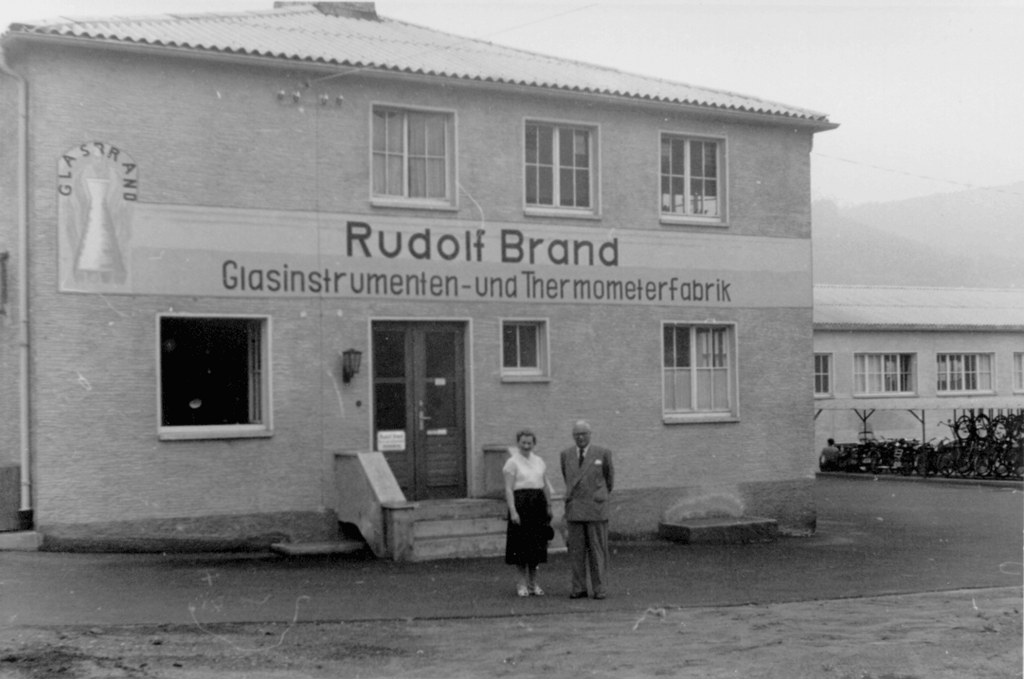 GLASBRAND
Rudolf Brand
Glasinstrumenten-und Thermometerfabrik